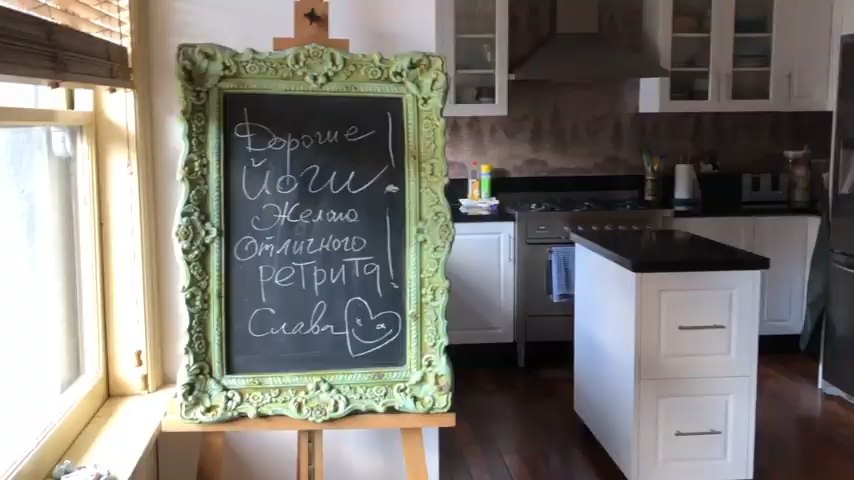 Дорогие
Йоги!
Желаю
отличного
ретрита!
Слава